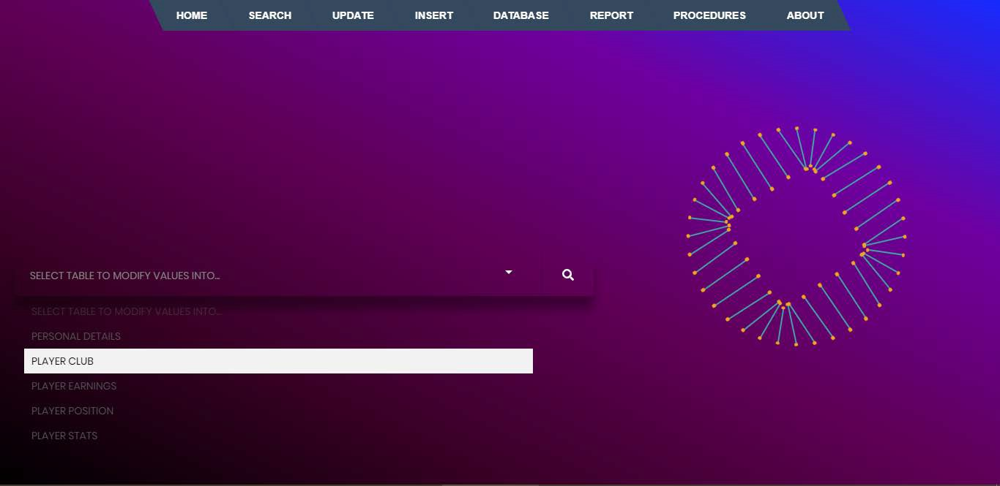 HOME SEARCH UPDATE INSERT DATABASE REPORT PROCEDURES ABOUT
SELECT TABLE TO MODIFY VALUES INTO...
SELECT TABLE TO MODIFY VALUES INTO...
PERSONAL DETAILS
PLAYER CLUB
PLAYER EARNINGS
PLAYER POSITION
PLAYER STATS